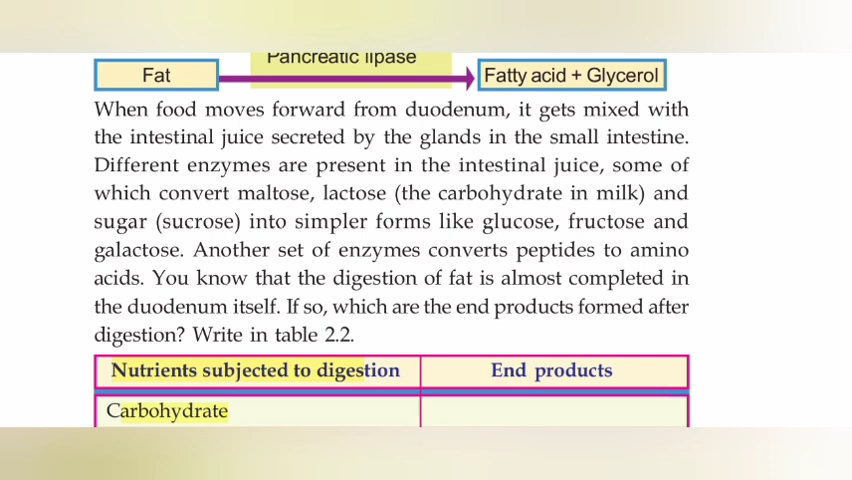 Pancreatic lipase
Fat
Fatty acid + Glycerol
When food moves forward from duodenum, it gets mixed with
the intestinal juice secreted by the glands in the small intestine.
Different enzymes are present in the intestinal juice, some of
which convert maltose, lactose (the carbohydrate in milk) and
sugar (sucrose) into simpler forms like glucose, fructose and
galactose. Another set of enzymes converts peptides to amino
acids. You know that the digestion of fat is almost completed in
the duodenum itself. If so, which are the end products formed after
digestion? Write in table 2.2.
Nutrients subjected to digestion
End products
Carbohydrate